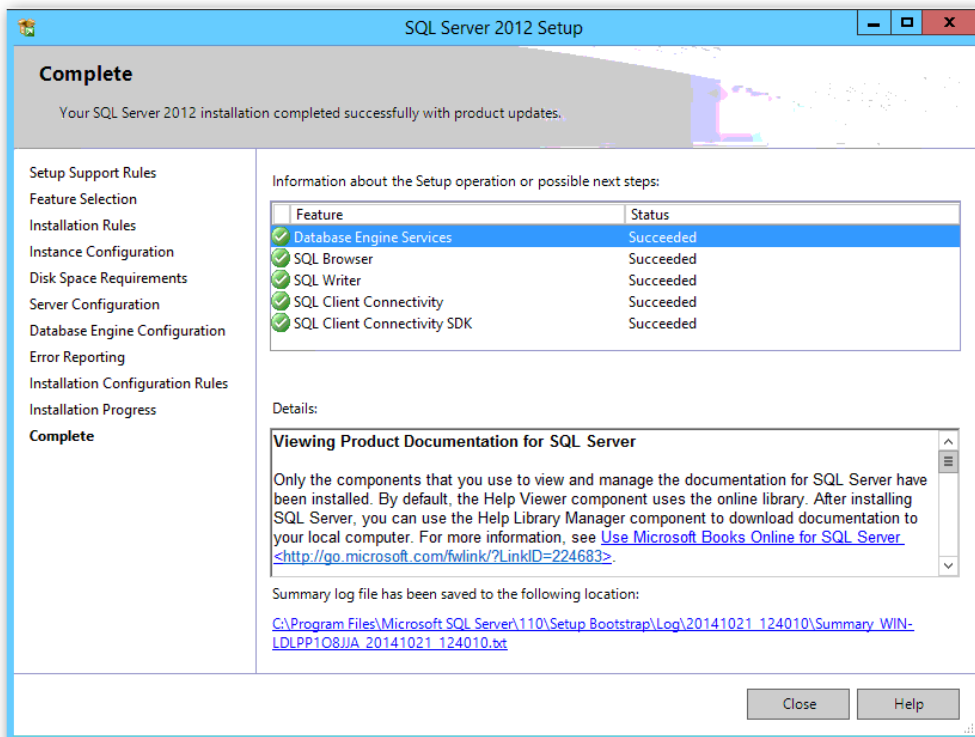 SQL Server 2012 Setup
Complete
Your SQL Server 2012 installation completed successfully with product updates.
Setup Support Rules
Feature Selection
Installation Rules
Instance Configuration
Disk Space Requirements
Server Configuration
Database Engine Configuration
Error Reporting
Installation Configuration Rules
Installation Progress
Complete
Information about the Setup operation or possible next steps:
Feature Status
Database Engine Services Succeeded
SQL Browser Succeeded
SQL Writer Succeeded
SQL Client Connectivity Succeeded
SQL Client Connectivity SDK Succeeded
Details:
Viewing Product Documentation for SQL Server
Only the components that you use to view and manage the documentation for SQL Server have
been installed. By default, the Help Viewer component uses the online library. After installing
SQL Server, you can use the Help Library Manager component to download documentation to
your local computer. For more information, see Use Microsoft Books Online for SQL Server
<http://go.microsoft.com/fwlink/?LinkID=224683>.
Summary log file has been saved to the following location:
C:\Program Files\Microsoft SQL Server\110\Setup Bootstrap\Log\20141021_124010\Summary_WIN-
LDLPP1O8JJA_20141021_124010.txt
Close
Help